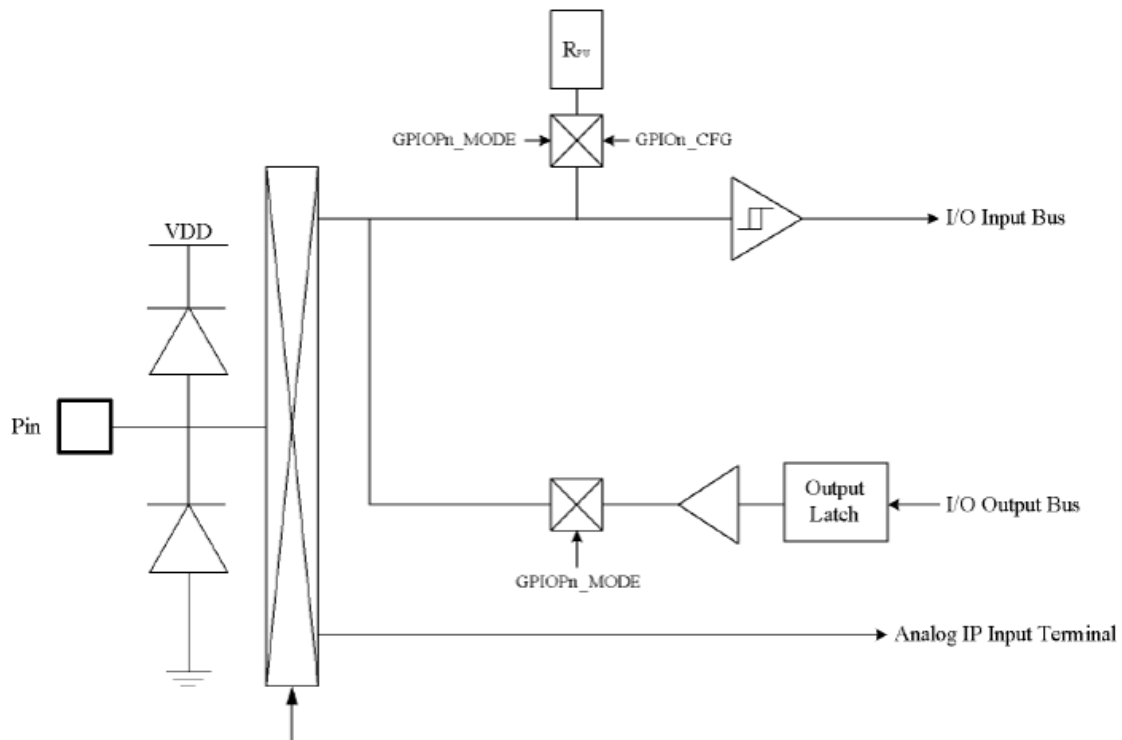 RPU
GPIOPn_MODE
GPIOn_CFG
I/O Input Bus
VDD
Pin
Output
Latch
I/O Output Bus
GPIOPn_MODE
Analog IP Input Terminal